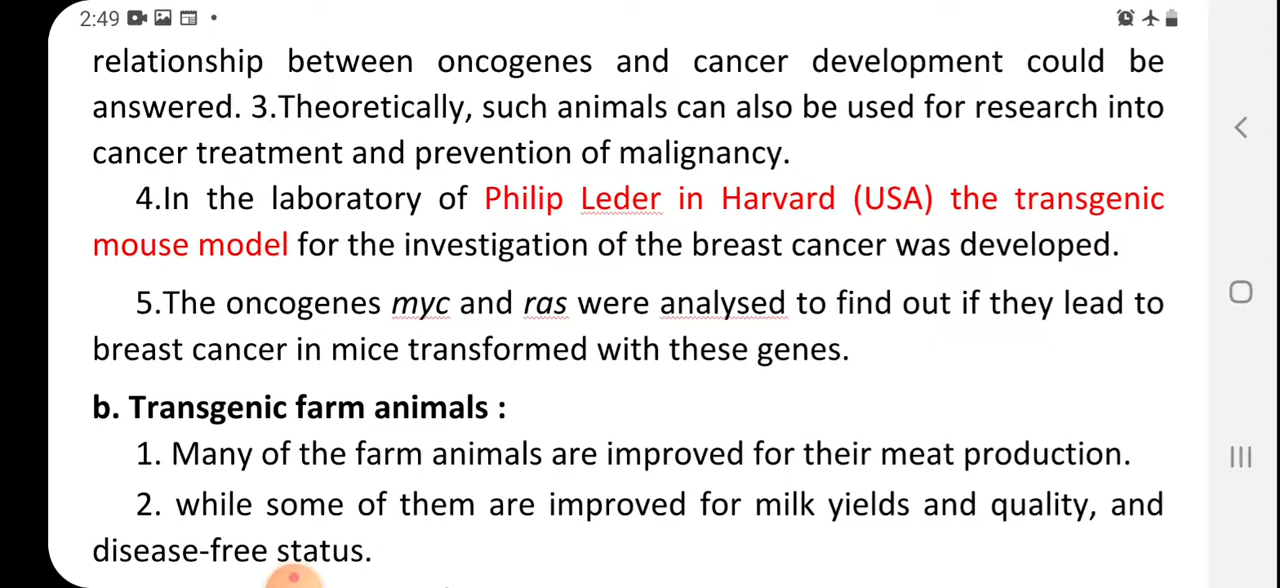 2:49
relationship between oncogenes and cancer development could be
answered. 3.Theoretically, such animals can also be used for research into
cancer treatment and prevention of malignancy.
4.In the laboratory of Philip Leder in Harvard (USA) the transgenic
mouse model for the investigation of the breast cancer was developed.
5.The oncogenes myc and ras were analysed to find out if they lead to
breast cancer in mice transformed with these genes.
b. Transgenic farm animals :
1. Many of the farm animals are improved for their meat production.
2. while some of them are improved for milk yields and quality, and
disease-free status.